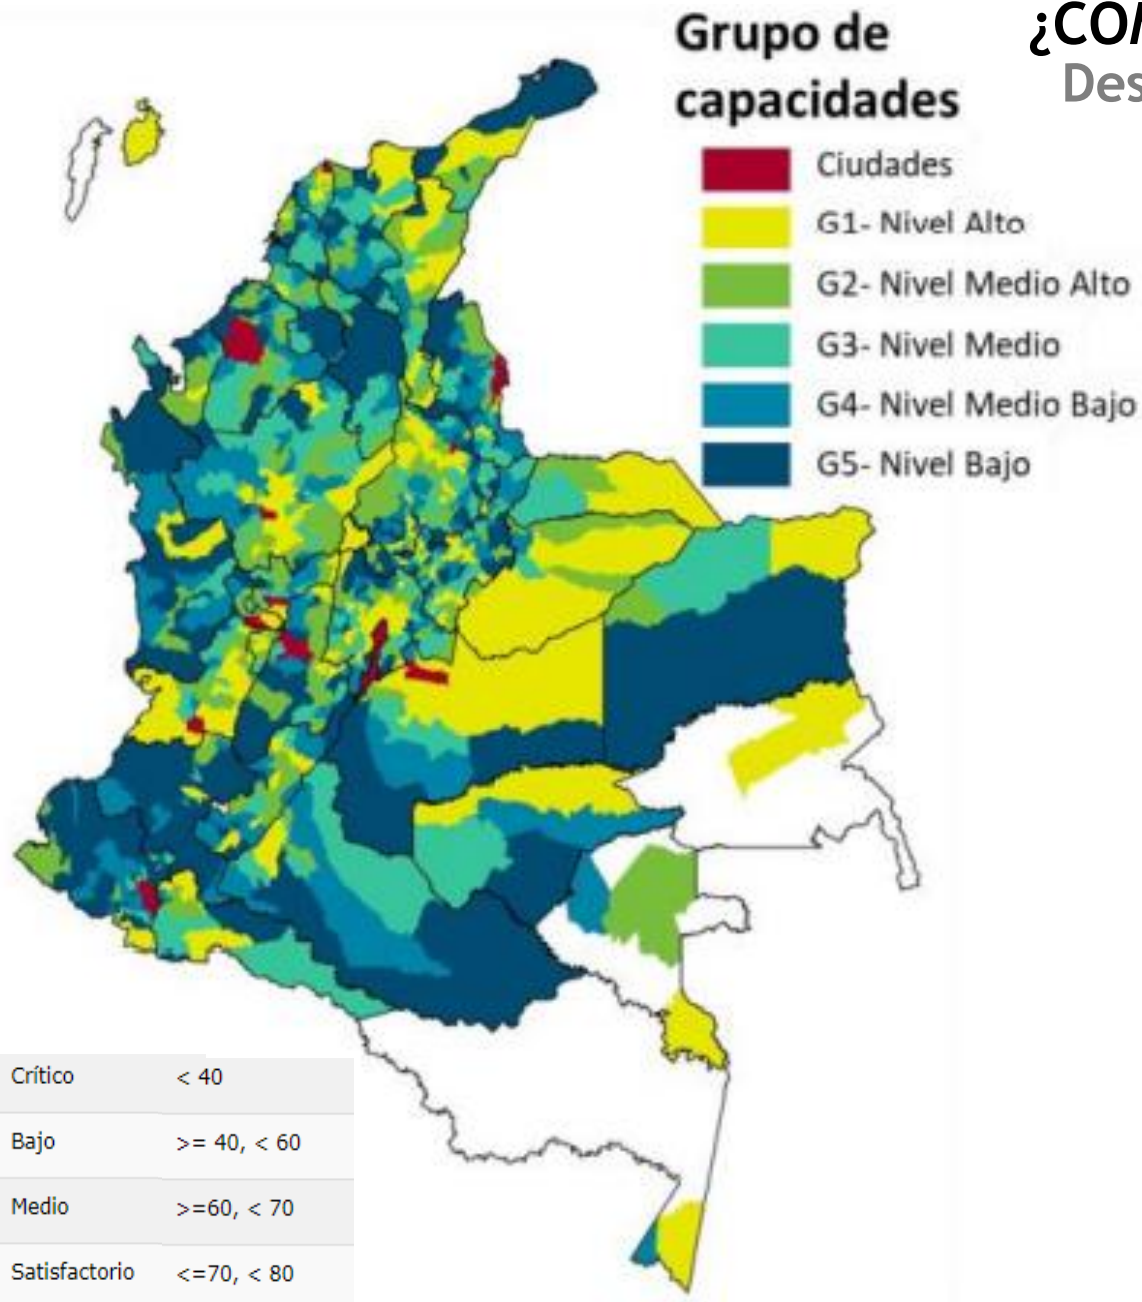 Grupo de
capacidades
Ciudades
G1- Nivel Alto
G2- Nivel Medio Alto
G3- Nivel Medio
G4- Nivel Medio Bajo
G5- Nivel Bajo
Crítico < 40
Bajo >= 40, < 60
Medio >=60, < 70
Satisfactorio <=70, < 80